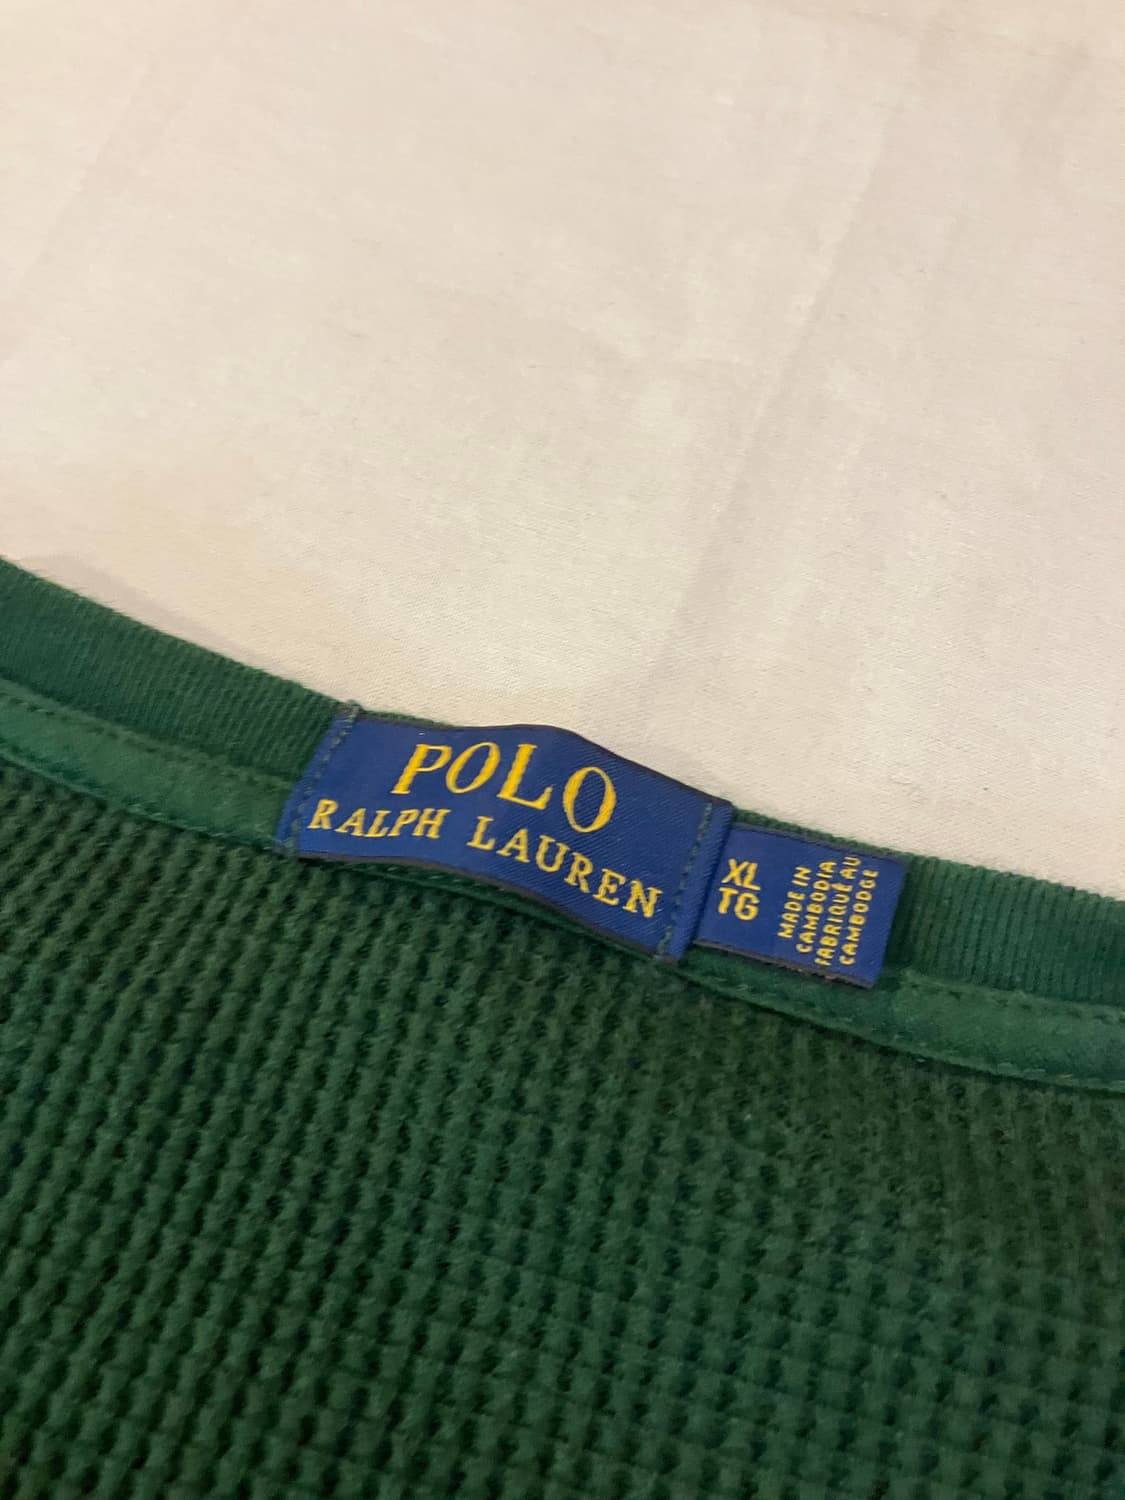 POLO
RALPH LAUREN
XL
TG
MADE IN
CAMBODIA
FABRIQUÉ AU
CAMBODGE